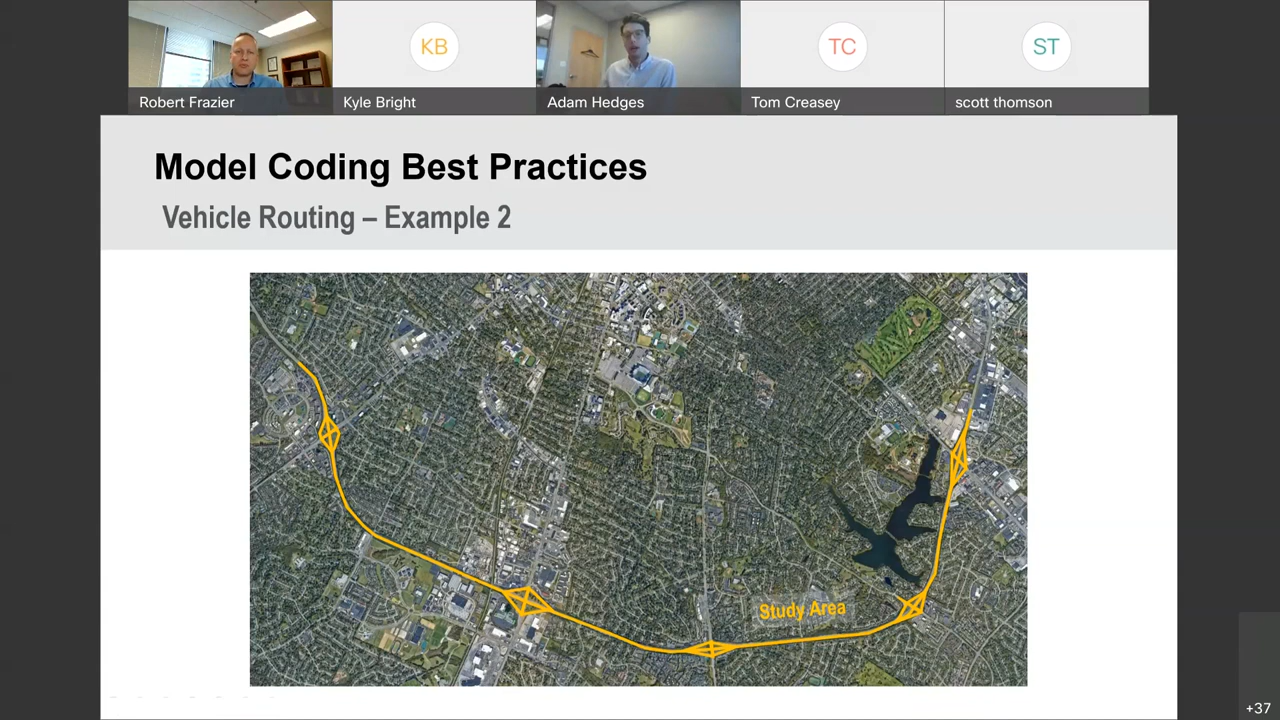 KB
TC
ST
Robert Frazier
Kyle Bright
Adam Hedges
Tom Creasey
scott thomson
Model Coding Best Practices
Vehicle Routing – Example 2
Study Area
+37